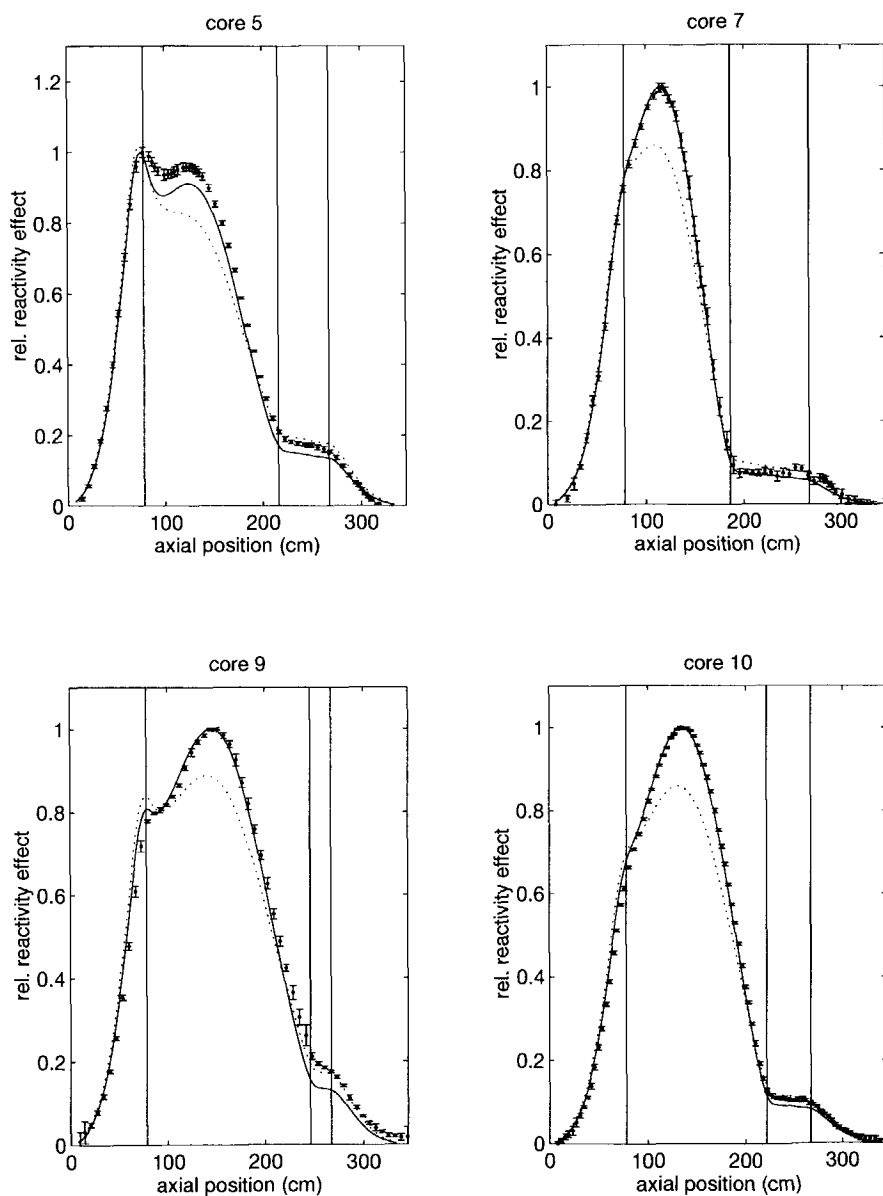 core 5
1.2
1
0.8
0.6
0.4
0.2
0
0 100 200 300
rel. reactivity effect
axial position (cm)
core 7
1
0.8
0.6
0.4
0.2
0
0 100 200 300
rel. reactivity effect
axial position (cm)
core 9
1
0.8
0.6
0.4
0.2
0
0 100 200 300
rel. reactivity effect
axial position (cm)
core 10
1
0.8
0.6
0.4
0.2
0
0 100 200 300
rel. reactivity effect
axial position (cm)